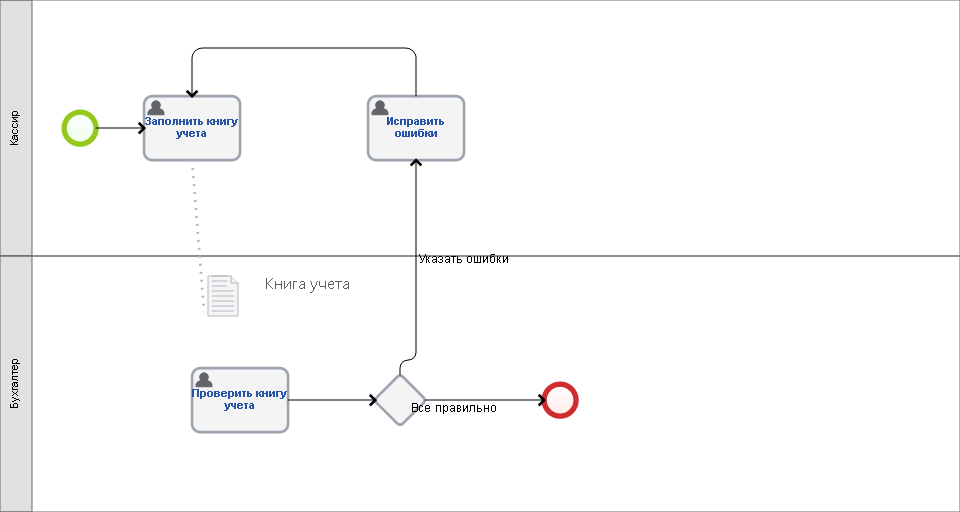 Кассир
Заполнить книгу
учета
Исправить
ошибки
Указать ошибки
Книга учета
Бухгалтер
Проверить книгу
учета
Все правильно